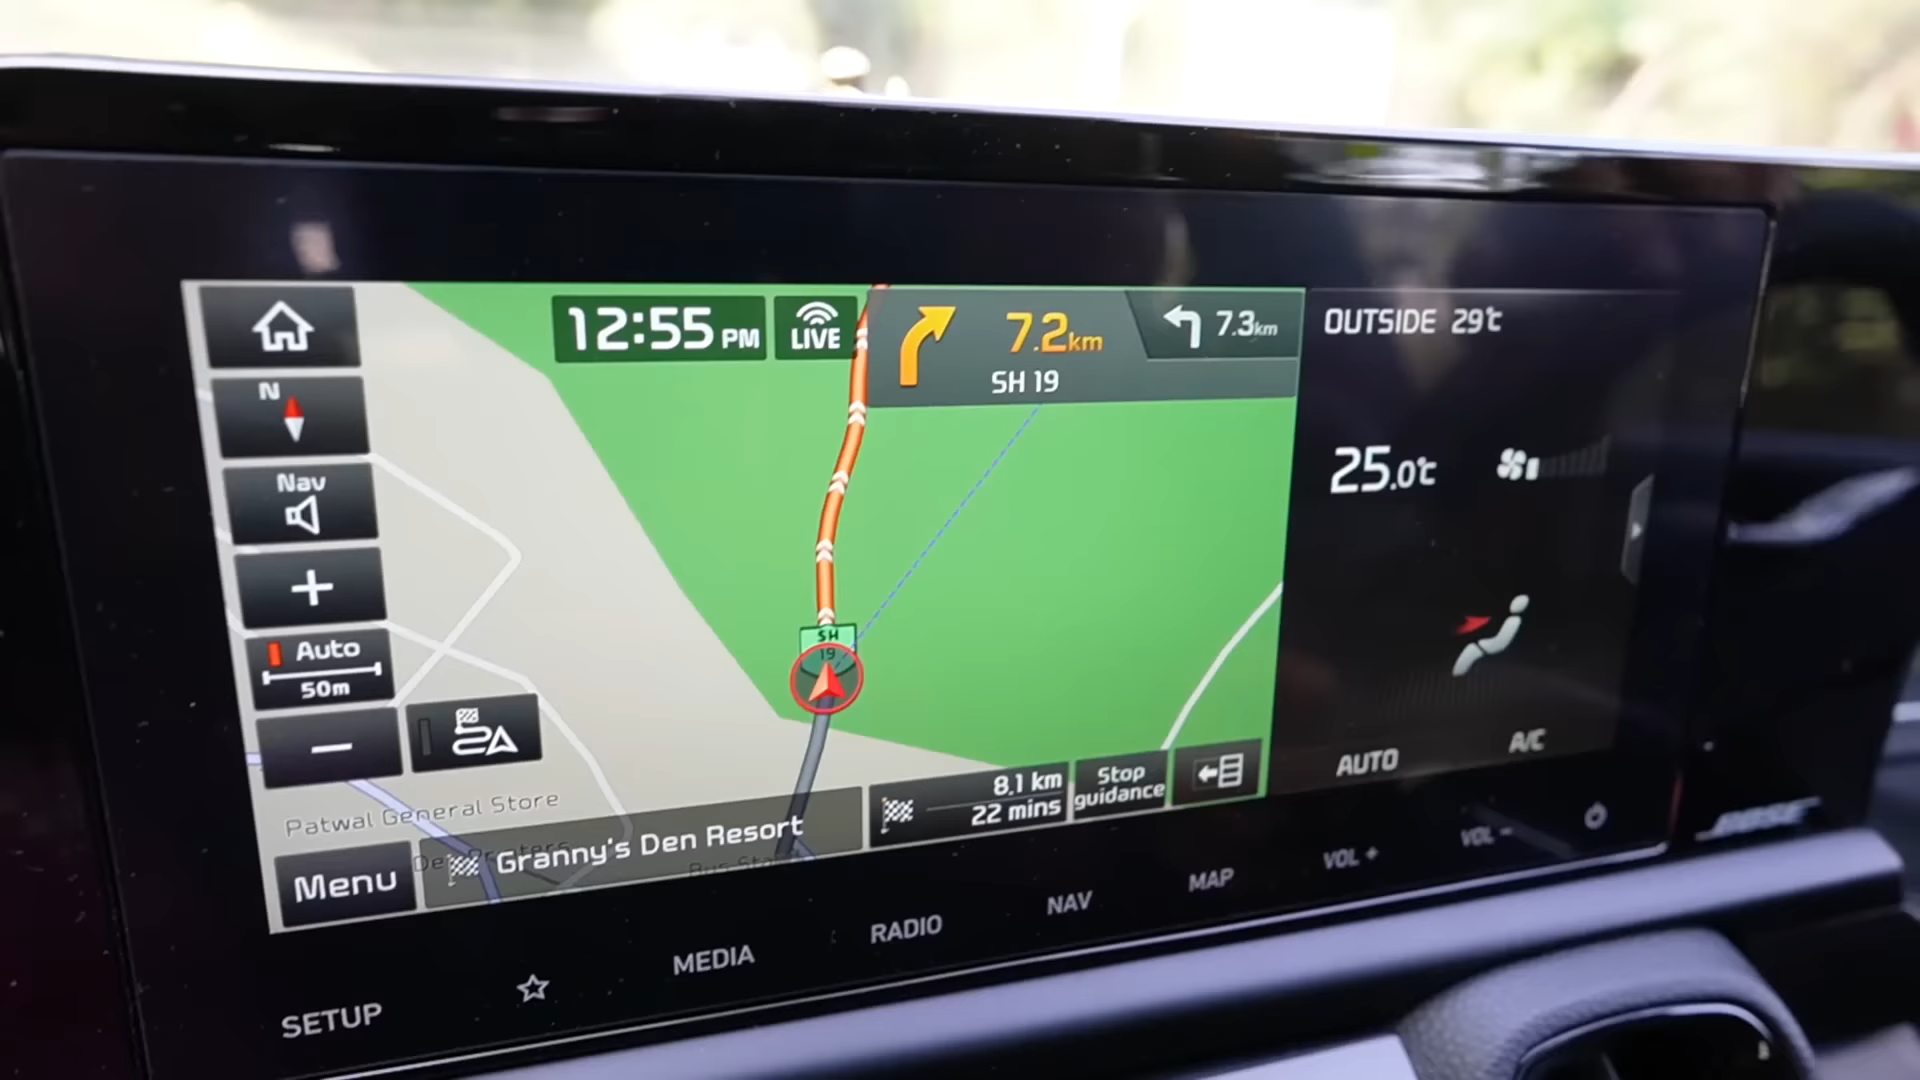 12:55 PM
LIVE
7.2km
SH 19
7.3km
OUTSIDE 29℃
N
Nav
25.0℃
Auto
50m
SH
19
AUTO
A/C
8.1 km
22 mins
Stop
guidance
Patwal General Store
Granny's Den Resort
Menu
SETUP
MEDIA
RADIO
NAV
MAP
VOL +
VOL -
BOSE